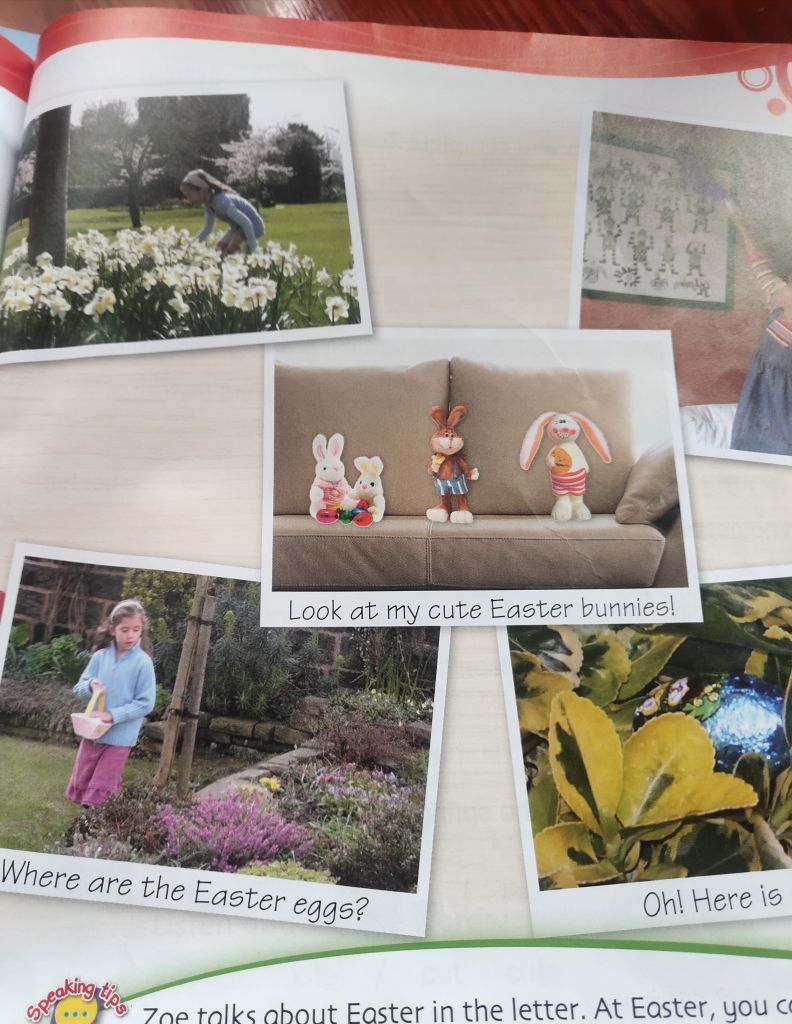 Look at my cute Easter bunnies!
Where are the Easter eggs?
Oh! Here is
Speaking tips
Zoe talks about Easter in the letter. At Easter, you